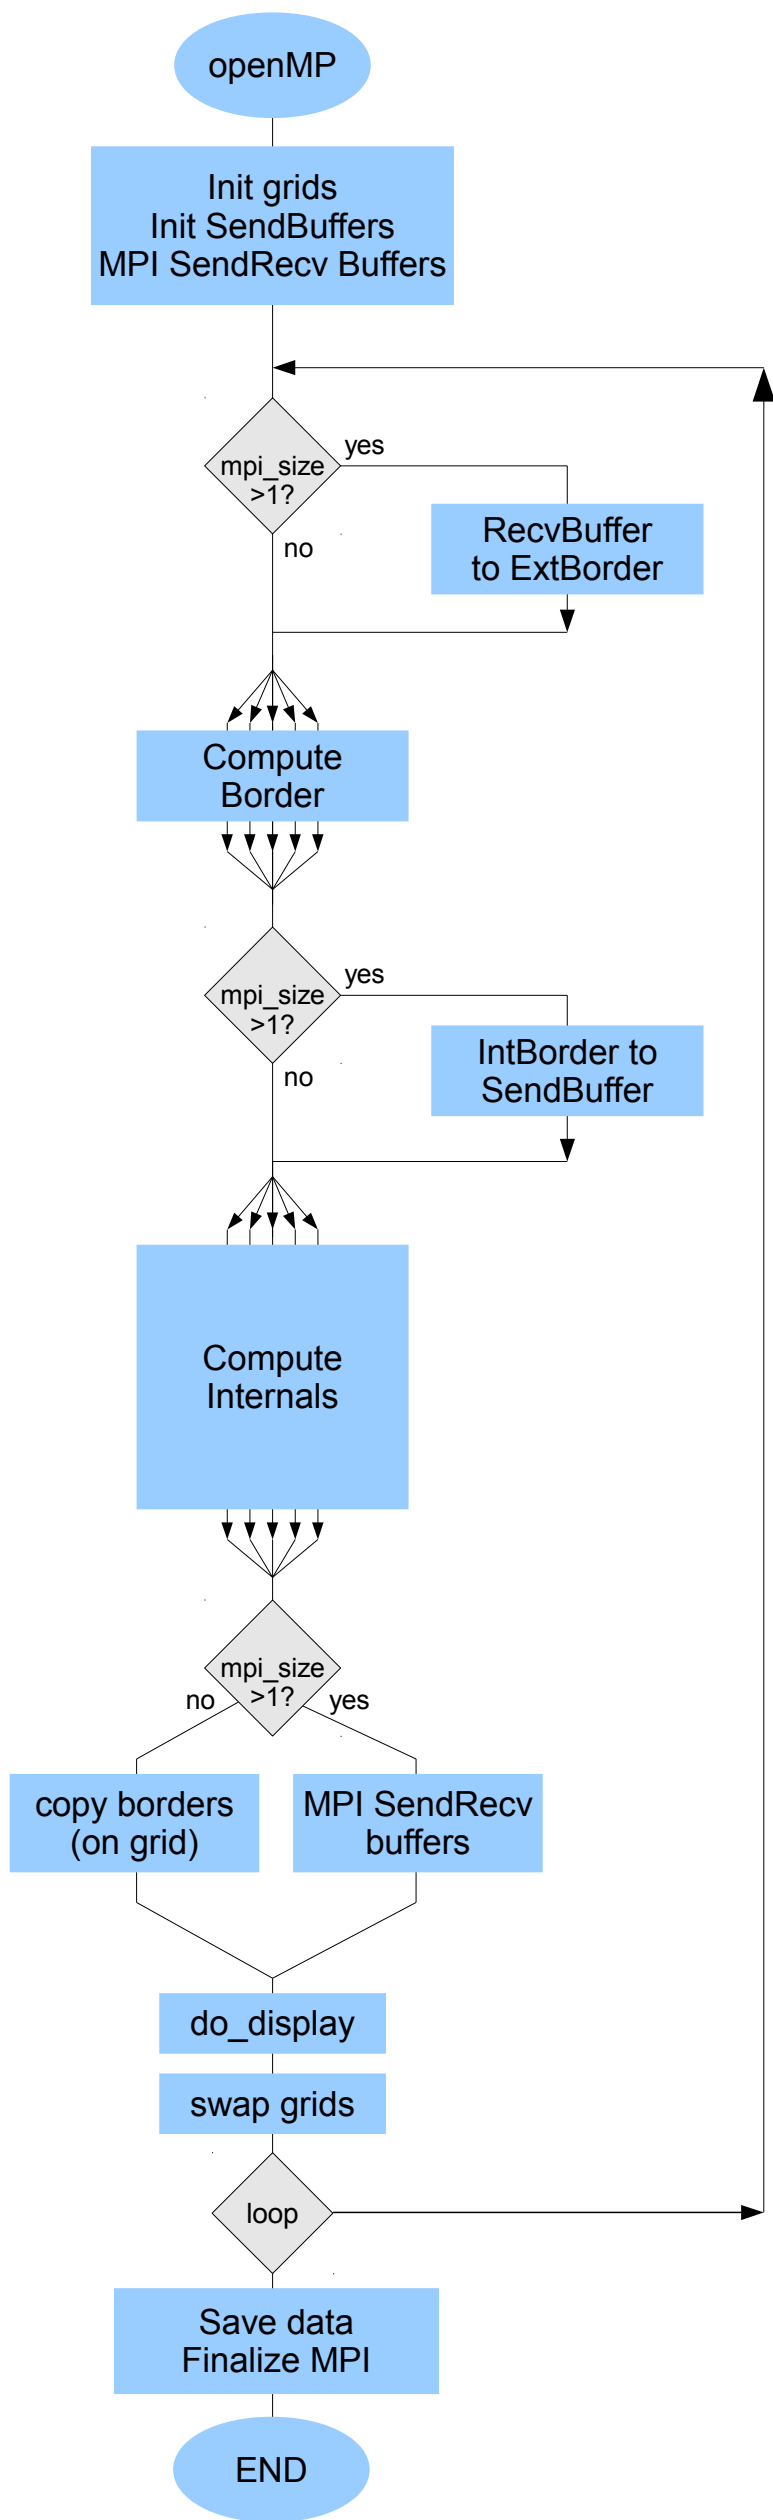 openMP
Init grids
Init SendBuffers
MPI SendRecv Buffers
mpi_size
>1?
yes
no
RecvBuffer
to ExtBorder
Compute
Border
mpi_size
>1?
yes
no
IntBorder to
SendBuffer
Compute
Internals
mpi_size
>1?
no
yes
copy borders
(on grid)
MPI SendRecv
buffers
do_display
swap grids
loop
Save data
Finalize MPI
END